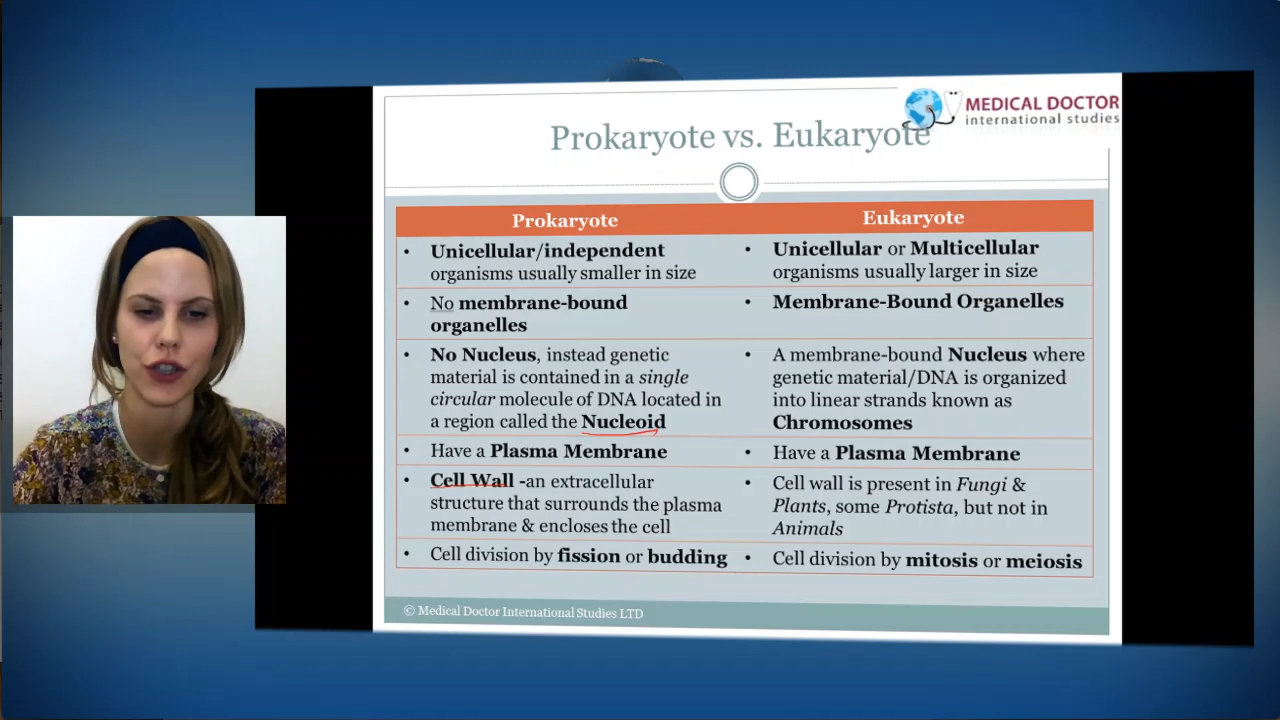 MEDICAL DOCTOR
international studies
Prokaryote vs. Eukaryote
Prokaryote
Eukaryote
• Unicellular/independent
organisms usually smaller in size
• Unicellular or Multicellular
organisms usually larger in size
• No membrane-bound
organelles
• Membrane-Bound Organelles
• No Nucleus, instead genetic
material is contained in a single
circular molecule of DNA located in
a region called the Nucleoid
• A membrane-bound Nucleus where
genetic material/DNA is organized
into linear strands known as
Chromosomes
• Have a Plasma Membrane
• Have a Plasma Membrane
• Cell Wall -an extracellular
structure that surrounds the plasma
membrane & encloses the cell
• Cell wall is present in Fungi &
Plants, some Protista, but not in
Animals
• Cell division by fission or budding
• Cell division by mitosis or meiosis
© Medical Doctor International Studies LTD